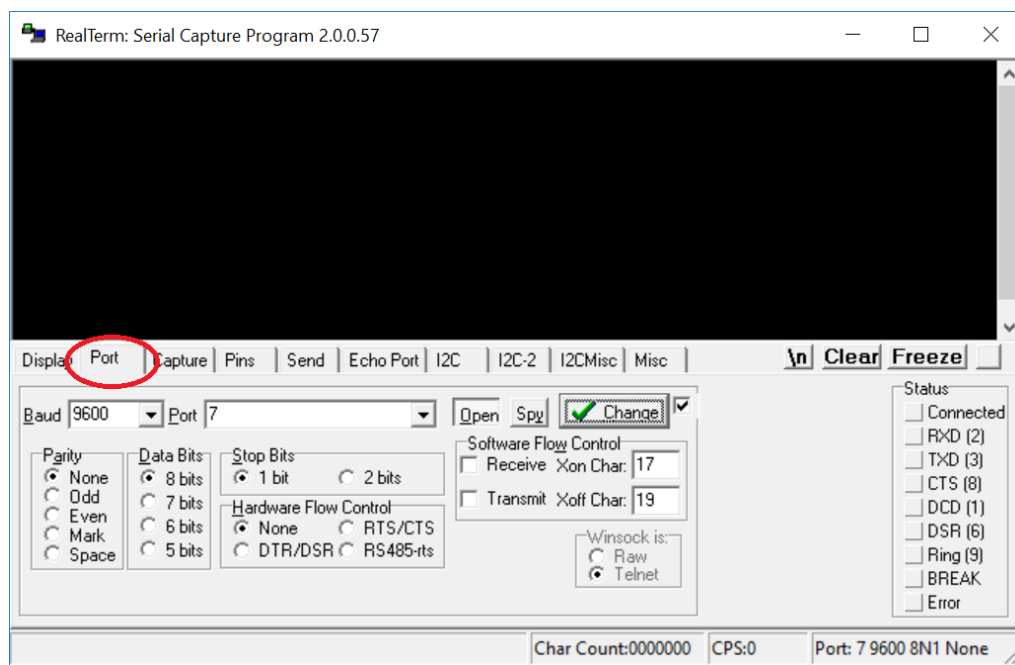 RealTerm: Serial Capture Program 2.0.0.57
Display Port Capture Pins Send Echo Port I2C I2C-2 I2CMisc Misc \n Clear Freeze
Baud 9600 Port 7 Open Spy Change
Parity
None
Odd
Even
Mark
Space
Data Bits
8 bits
7 bits
6 bits
5 bits
Stop Bits
1 bit 2 bits
Hardware Flow Control
None RTS/CTS
DTR/DSR RS485-rts
Software Flow Control
Receive Xon Char: 17
Transmit Xoff Char: 19
Winsock is:
Raw
Telnet
Status
Connected
RXD (2)
TXD (3)
CTS (8)
DCD (1)
DSR (6)
Ring (9)
BREAK
Error
Char Count:0000000 CPS:0 Port: 7 9600 8N1 None